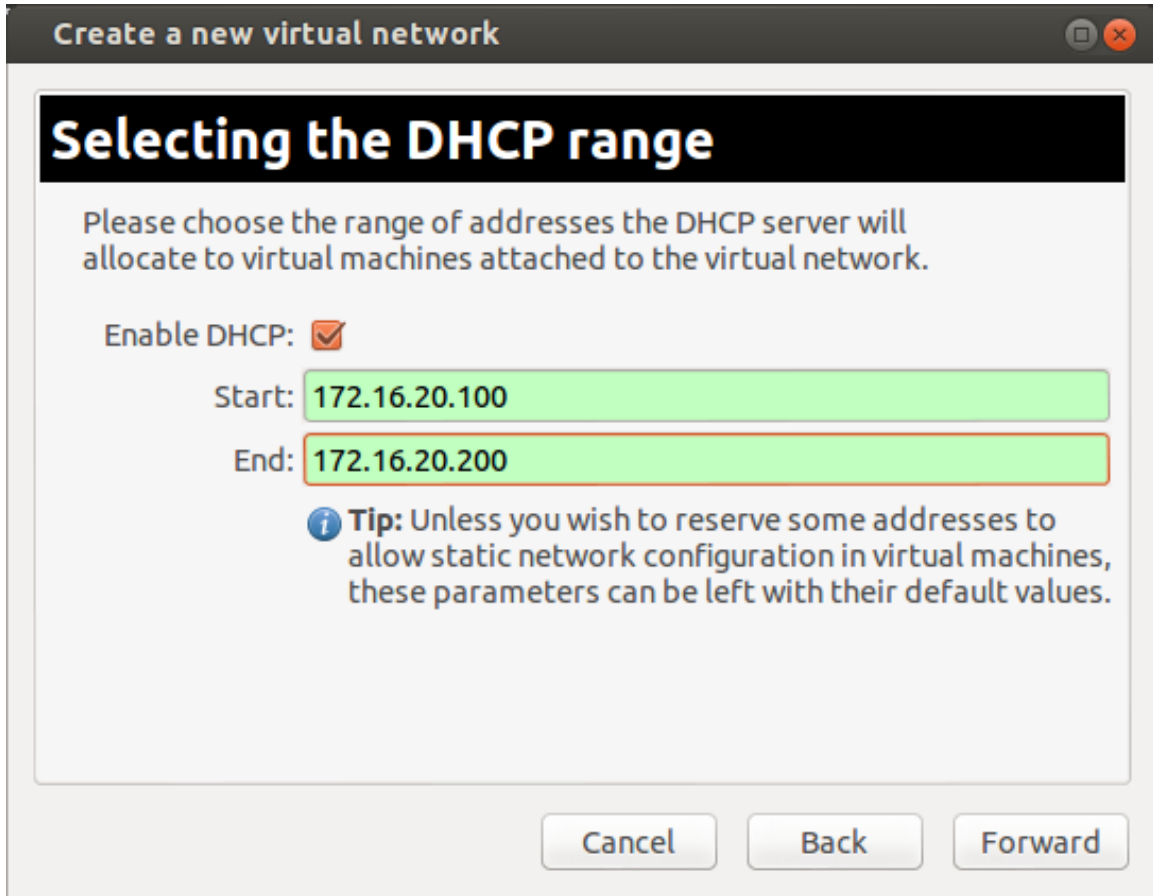 Create a new virtual network
Selecting the DHCP range
Please choose the range of addresses the DHCP server will
allocate to virtual machines attached to the virtual network.
Enable DHCP:
Start: 172.16.20.100
End: 172.16.20.200
Tip: Unless you wish to reserve some addresses to
allow static network configuration in virtual machines,
these parameters can be left with their default values.
Cancel Back Forward